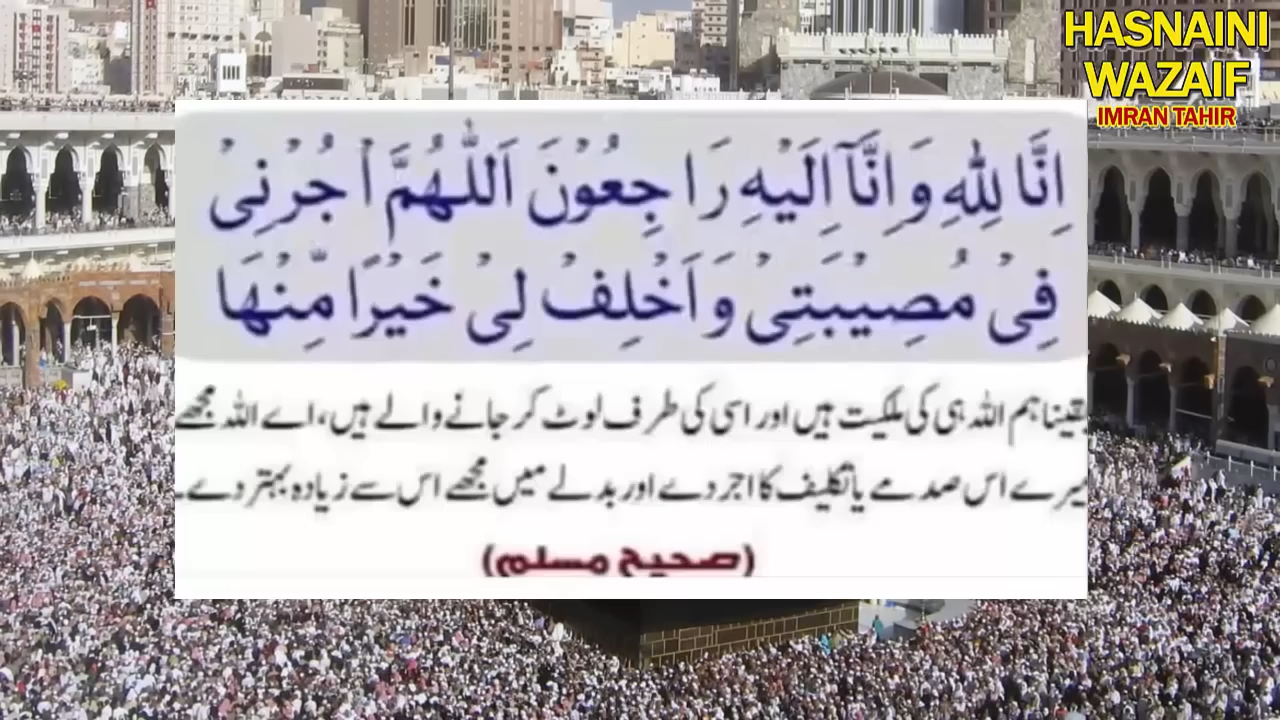 HASNAINI
WAZAIF
IMRAN TAHIR
اِنَّا لِلّٰهِ وَ اِنَّآ اِلَيْهِ رَا جِعُوْنَ اَللّٰهُمَّ اْ جُرْنِيْ
فِيْ مُصِيْبَتِيْ وَ اَخْلِفْ لِيْ خَيْرًا مِّنْهَا
یقینا ہم اللہ ہی کی ملکیت ہیں اور اسی کی طرف لوٹ کر جانے والے ہیں، اے اللہ مجھے
میرے اس صدمے یا تکلیف کا اجر دے اور بدلے میں مجھے اس سے زیادہ بہتر دے۔
(صحیح مسلم)